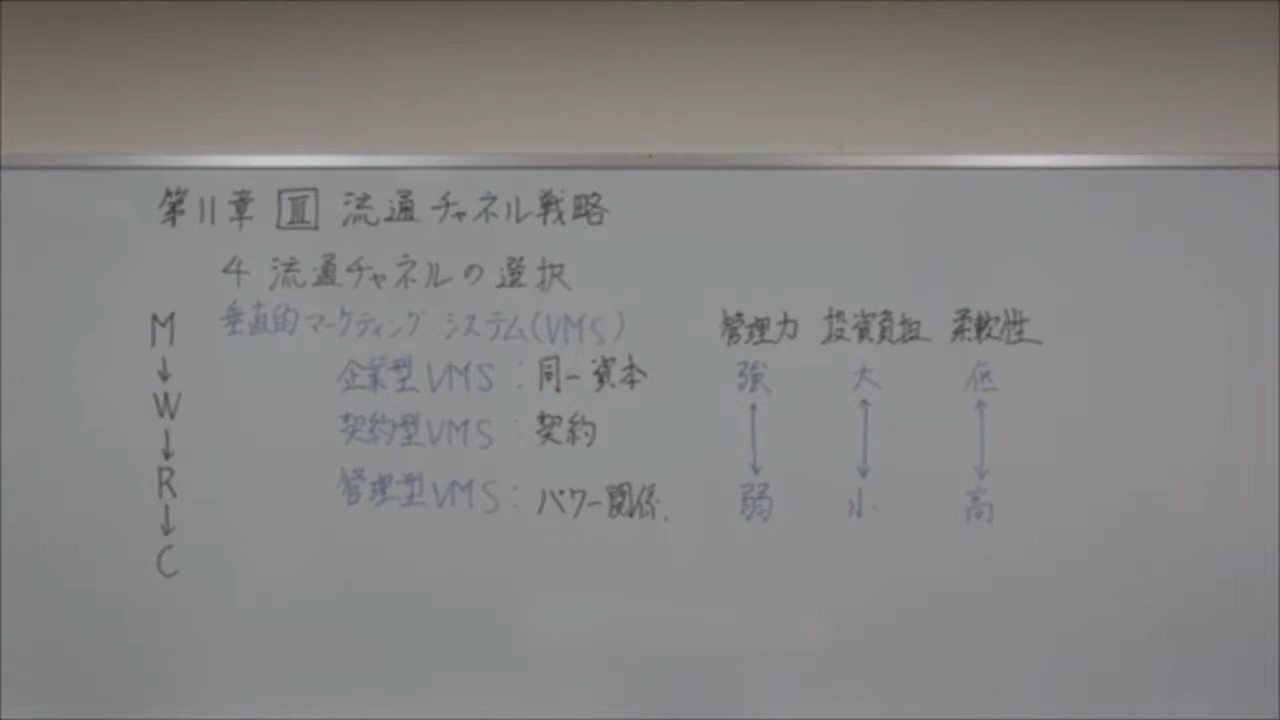 第11章 Ⅲ 流通チャネル戦略
4 流通チャネルの選択
垂直的マーケティング・システム(VMS) 管理力 投資負担 柔軟性
企業型VMS:同一資本 強 大 低
契約型VMS:契約
管理型VMS:パワー関係. 弱 小 高
M
↓
W
↓
R
↓
C